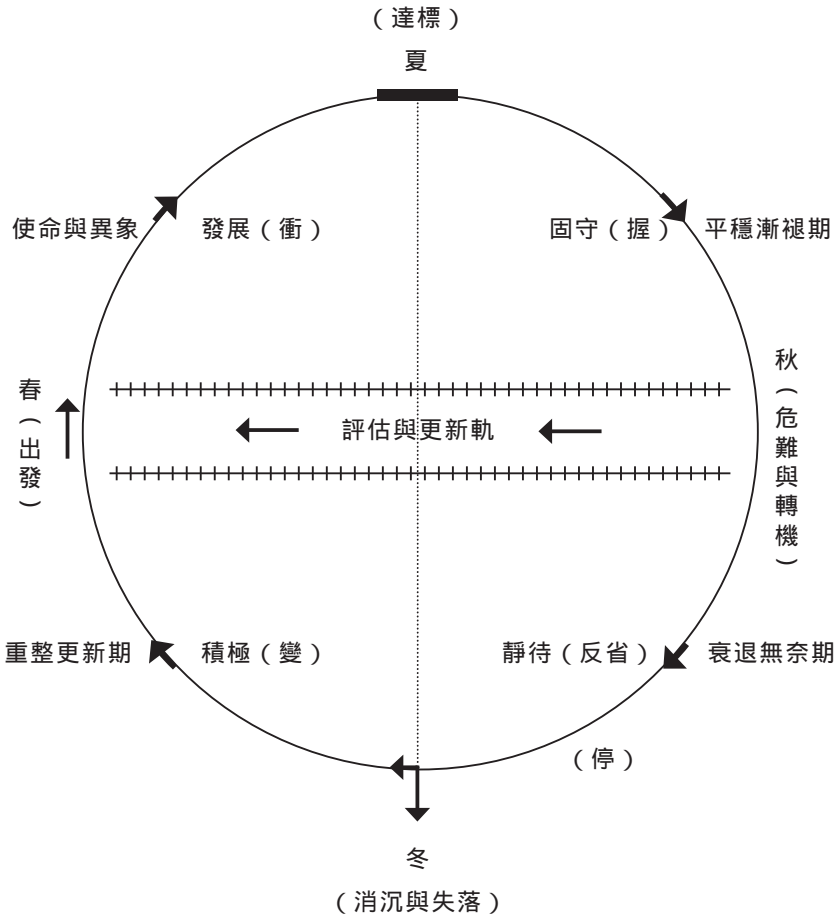 （達標）
夏
使命與異象
發展（衝）
固守（握）
平穩漸褪期
春（出發）
評估與更新軌
秋（危難與轉機）
重整更新期
積極（變）
靜待（反省）
衰退無奈期
（停）
冬
（消沉與失落）